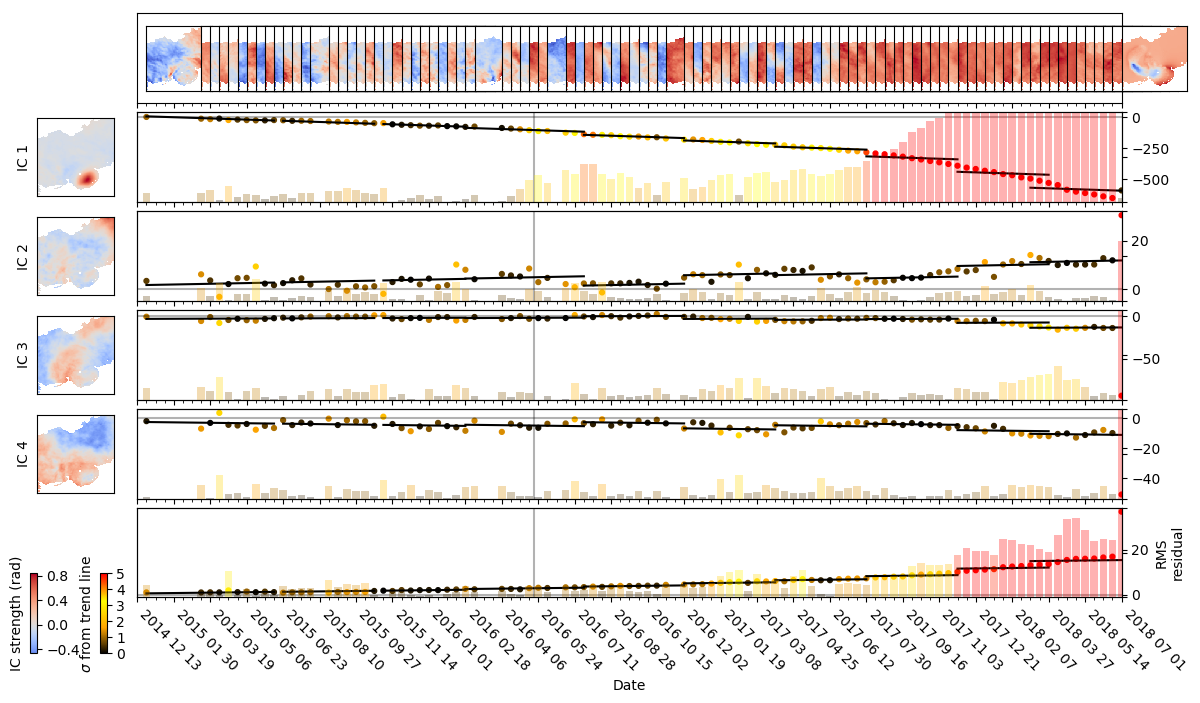 IC 1
0
−250
−500
IC 2
20
0
IC 3
0
−50
IC 4
0
−20
−40
RMS
residual
20
0
IC strength (rad)
0.8
0.4
0.0
−0.4
σ from trend line
5
4
3
2
1
0
2014 12 13
2015 01 30
2015 03 19
2015 05 06
2015 06 23
2015 08 10
2015 09 27
2015 11 14
2016 01 01
2016 02 18
2016 04 06
2016 05 24
2016 07 11
2016 08 28
2016 10 15
2016 12 02
2017 01 19
2017 03 08
2017 04 25
2017 06 12
2017 07 30
2017 09 16
2017 11 03
2017 12 21
2018 02 07
2018 03 27
2018 05 14
2018 07 01
Date